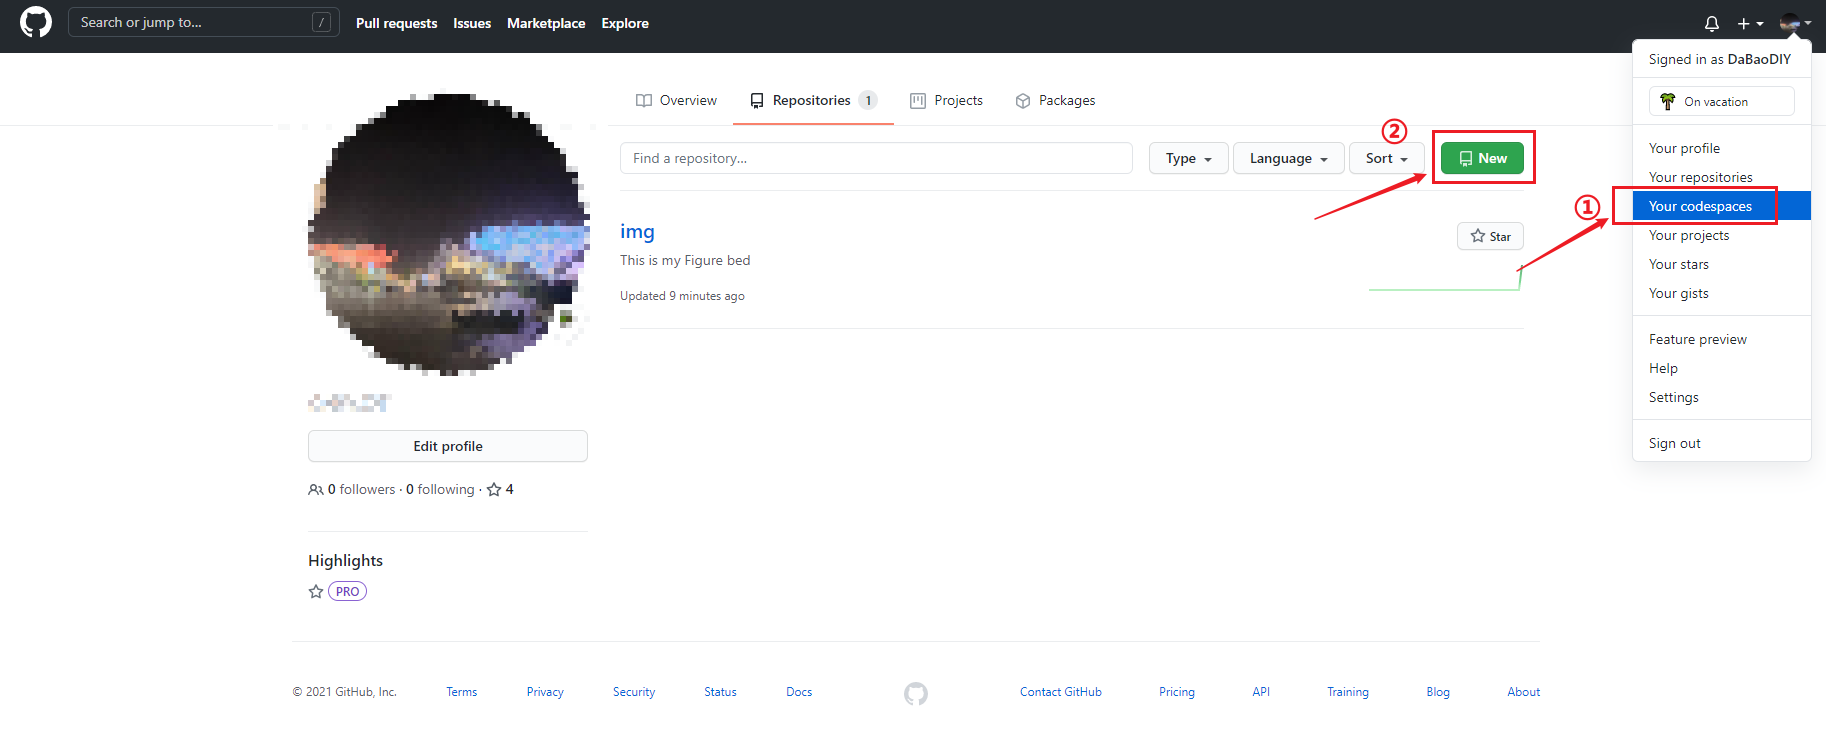 Search or jump to... /
Pull requests Issues Marketplace Explore
Signed in as DaBaoDIY
On vacation
Your profile
Your repositories
① Your codespaces
Your projects
Your stars
Your gists
Feature preview
Help
Settings
Sign out
Overview Repositories 1 Projects Packages
②
Find a repository... Type Language Sort New
img
Star
This is my Figure bed
Updated 9 minutes ago
Edit profile
0 followers · 0 following · 4
Highlights
PRO
© 2021 GitHub, Inc. Terms Privacy Security Status Docs Contact GitHub Pricing API Training Blog About